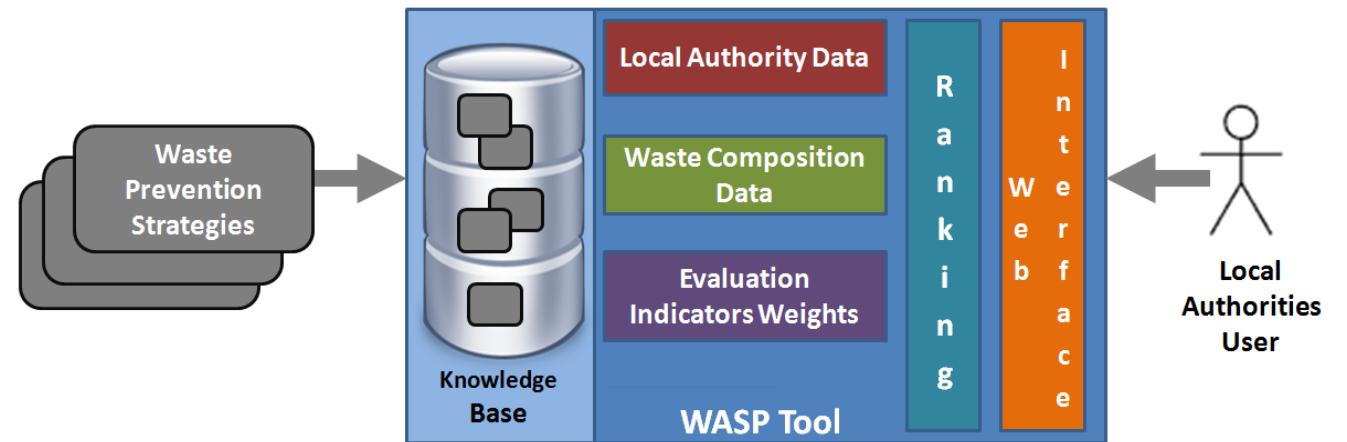 Waste
Prevention
Strategies
Knowledge
Base
Local Authority Data
Waste Composition
Data
Evaluation
Indicators Weights
WASP Tool
Ranking
Web
Interface
Local
Authorities
User